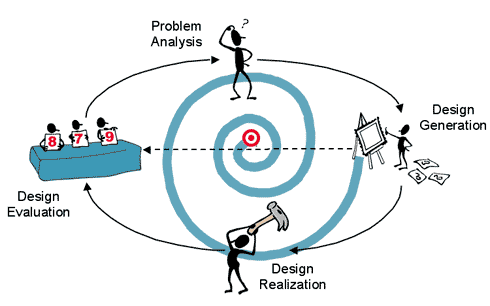 Problem
Analysis
?
Design
Generation
8 7 9
Design
Evaluation
Design
Realization